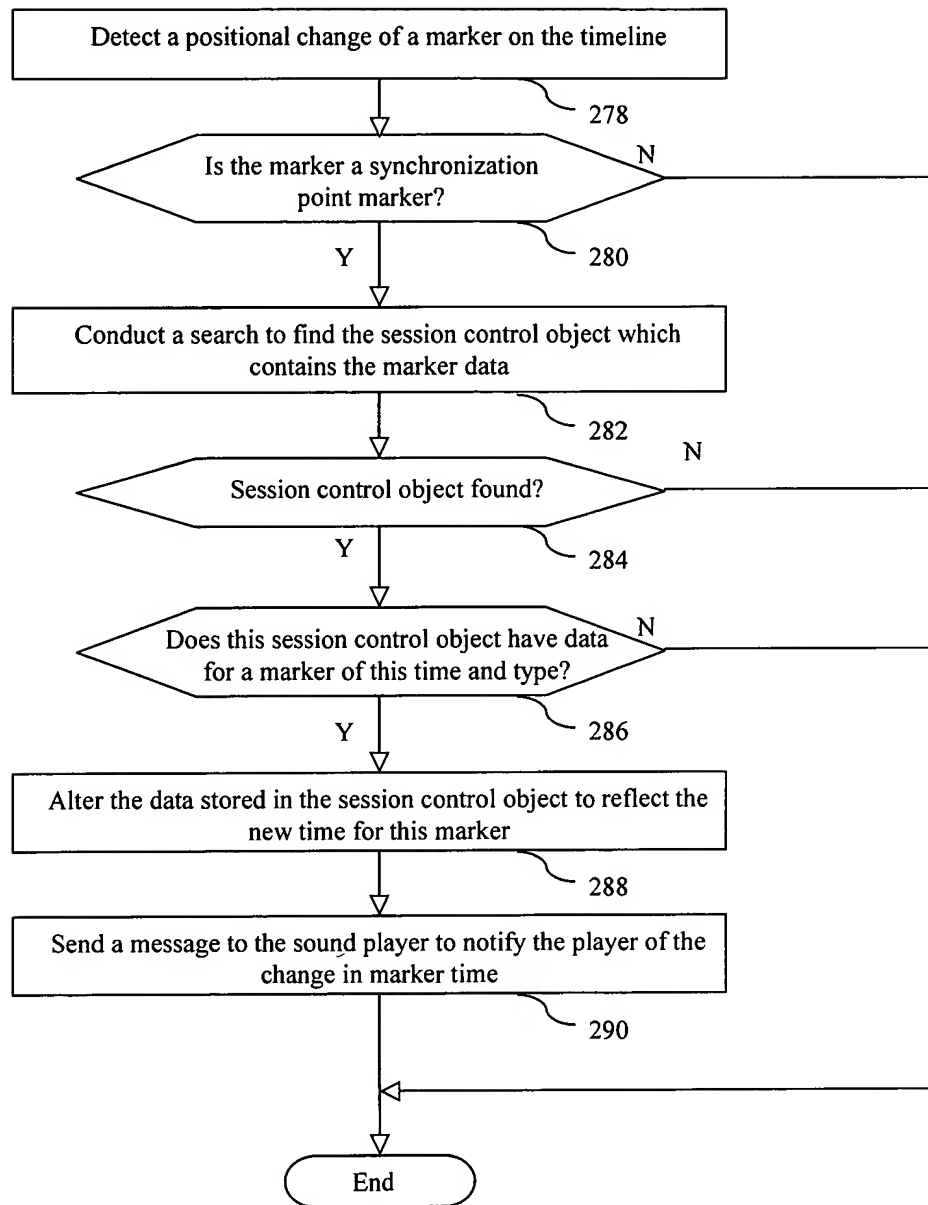 Detect a positional change of a marker on the timeline
278
Is the marker a synchronization
point marker?
N
280
Y
Conduct a search to find the session control object which
contains the marker data
282
N
Session control object found?
284
Y
Does this session control object have data
for a marker of this time and type?
N
286
Y
Alter the data stored in the session control object to reflect the
new time for this marker
288
Send a message to the sound player to notify the player of the
change in marker time
290
End